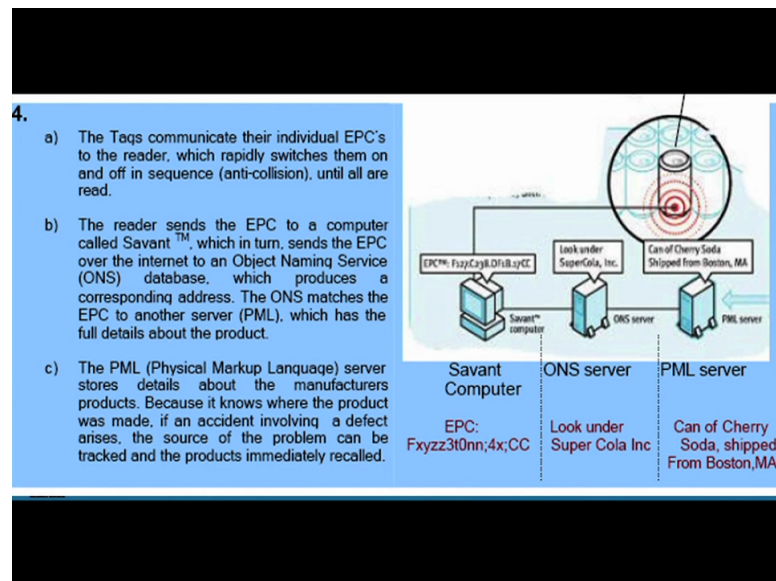 4.
a) The Tags communicate their individual EPC's
to the reader, which rapidly switches them on
and off in sequence (anti-collision), until all are
read.
b) The reader sends the EPC to a computer
called Savant ™, which in turn, sends the EPC
over the internet to an Object Naming Service
(ONS) database, which produces a
corresponding address. The ONS matches the
EPC to another server (PML), which has the
full details about the product.
c) The PML (Physical Markup Language) server
stores details about the manufacturers
products. Because it knows where the product
was made, if an accident involving a defect
arises, the source of the problem can be
tracked and the products immediately recalled.
EPC™: F127.C238.DF1B.17CC
Look under
SuperCola, Inc.
Can of Cherry Soda
Shipped from Boston, MA
Savant™
computer
ONS server
PML server
Savant
Computer
ONS server
PML server
EPC:
Fxyzz3t0nn;4x;CC
Look under
Super Cola Inc
Can of Cherry
Soda, shipped
From Boston,MA